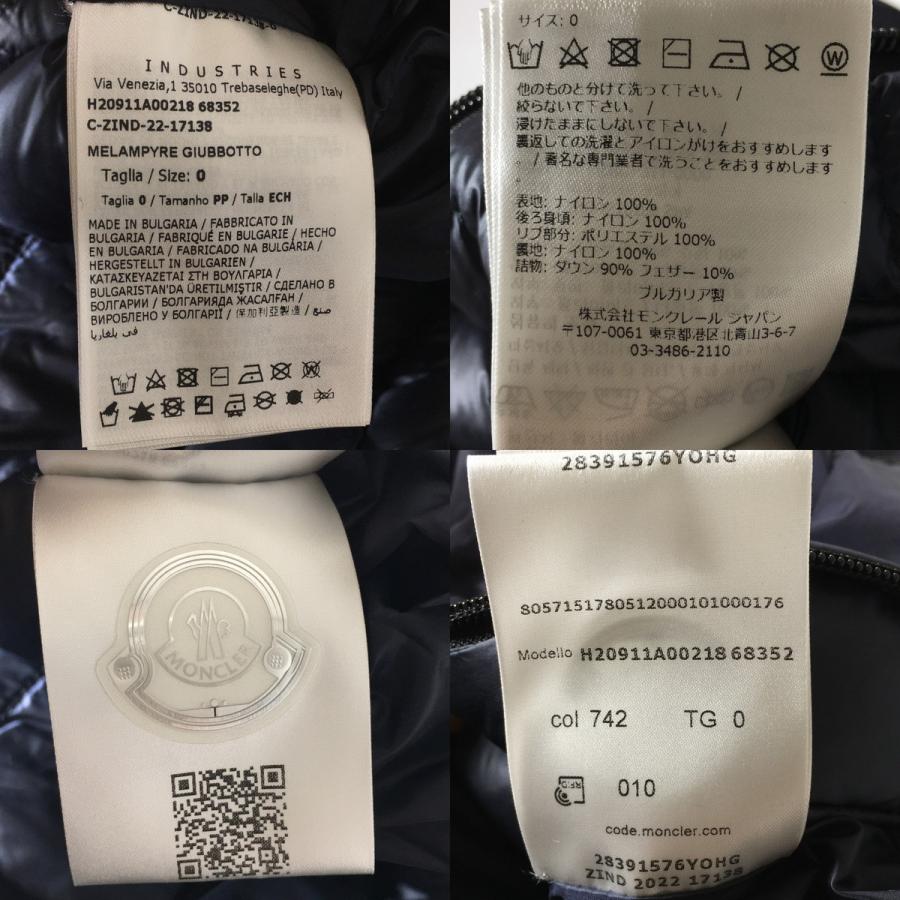 C-ZIND-22-17138-0
INDUSTRIES
Via Venezia,1 35010 Trebaseleghe(PD) Italy
H20911A00218 68352
C-ZIND-22-17138
MELAMPYRE GIUBBOTTO
Taglia / Size: 0
Taglia 0 / Tamanho PP / Talla ECH
MADE IN BULGARIA / FABBRICATO IN
BULGARIA / FABRIQUÉ EN BULGARIE / HECHO
EN BULGARIA / FABRICADO NA BULGÁRIA /
HERGESTELLT IN BULGARIEN /
ΚΑΤΑΣΚΕΥΑΖΕΤΑΙ ΣΤΗ ΒΟΥΛΓΑΡΙΑ /
BULGARISTAN'DA ÜRETILMIŞTIR / СДЕЛАНО В
БОЛГАРИИ / БОЛГАРИЯДА ЖАСАЛҒАН /
ВИРОБЛЕНО У БОЛГАРІЇ / 保加利亞製造 / صنع
في بلغاريا
サイズ: 0
W
他のものと分けて洗って下さい。 /
絞らないで下さい。 /
浸けたままにしないで下さい。 /
裏返しての洗濯とアイロンがけをおすすめします
。 / 著名な専門業者で洗うことをおすすめします
。
表地: ナイロン 100%
後ろ身頃: ナイロン 100%
リブ部分: ポリエステル 100%
裏地: ナイロン 100%
詰物: ダウン 90% フェザー 10%
ブルガリア製
株式会社モンクレール ジャパン
〒107-0061 東京都港区北青山3-6-7
03-3486-2110
MONCLER
28391576YOHG
8057151780512000101000176
Modello H20911A00218 68352
col 742 TG 0
RFID 010
code.moncler.com
28391576YOHG
ZIND 2022 17138